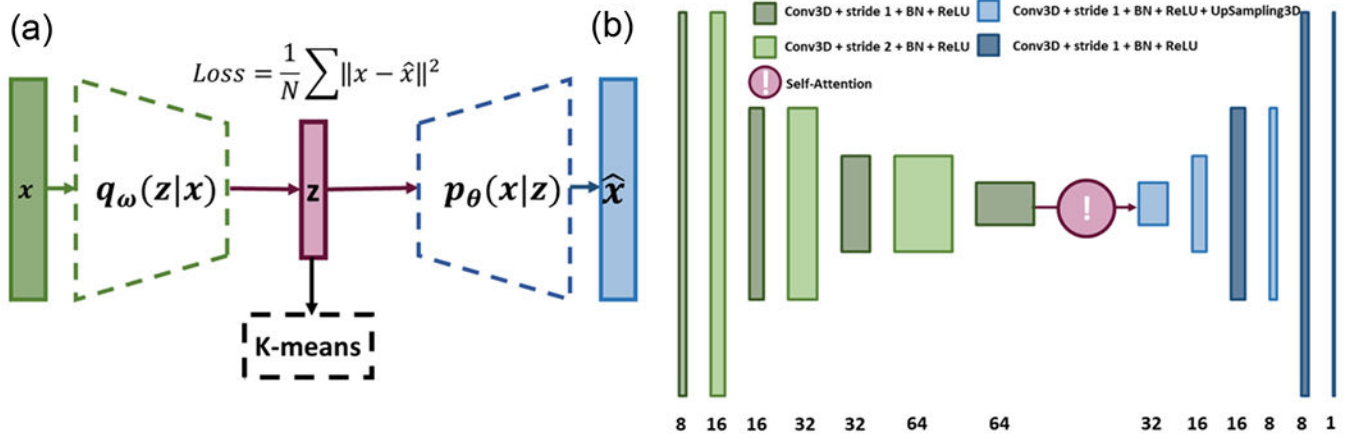 (a)
Loss = 1/N ∑ ‖x − x̂‖²
x
qω(z|x)
z
pθ(x|z)
x̂
K-means
(b)
Conv3D + stride 1 + BN + ReLU
Conv3D + stride 1 + BN + ReLU + UpSampling3D
Conv3D + stride 2 + BN + ReLU
Conv3D + stride 1 + BN + ReLU
! Self-Attention
!
8 16 16 32 32 64 64 32 16 16 8 8 1